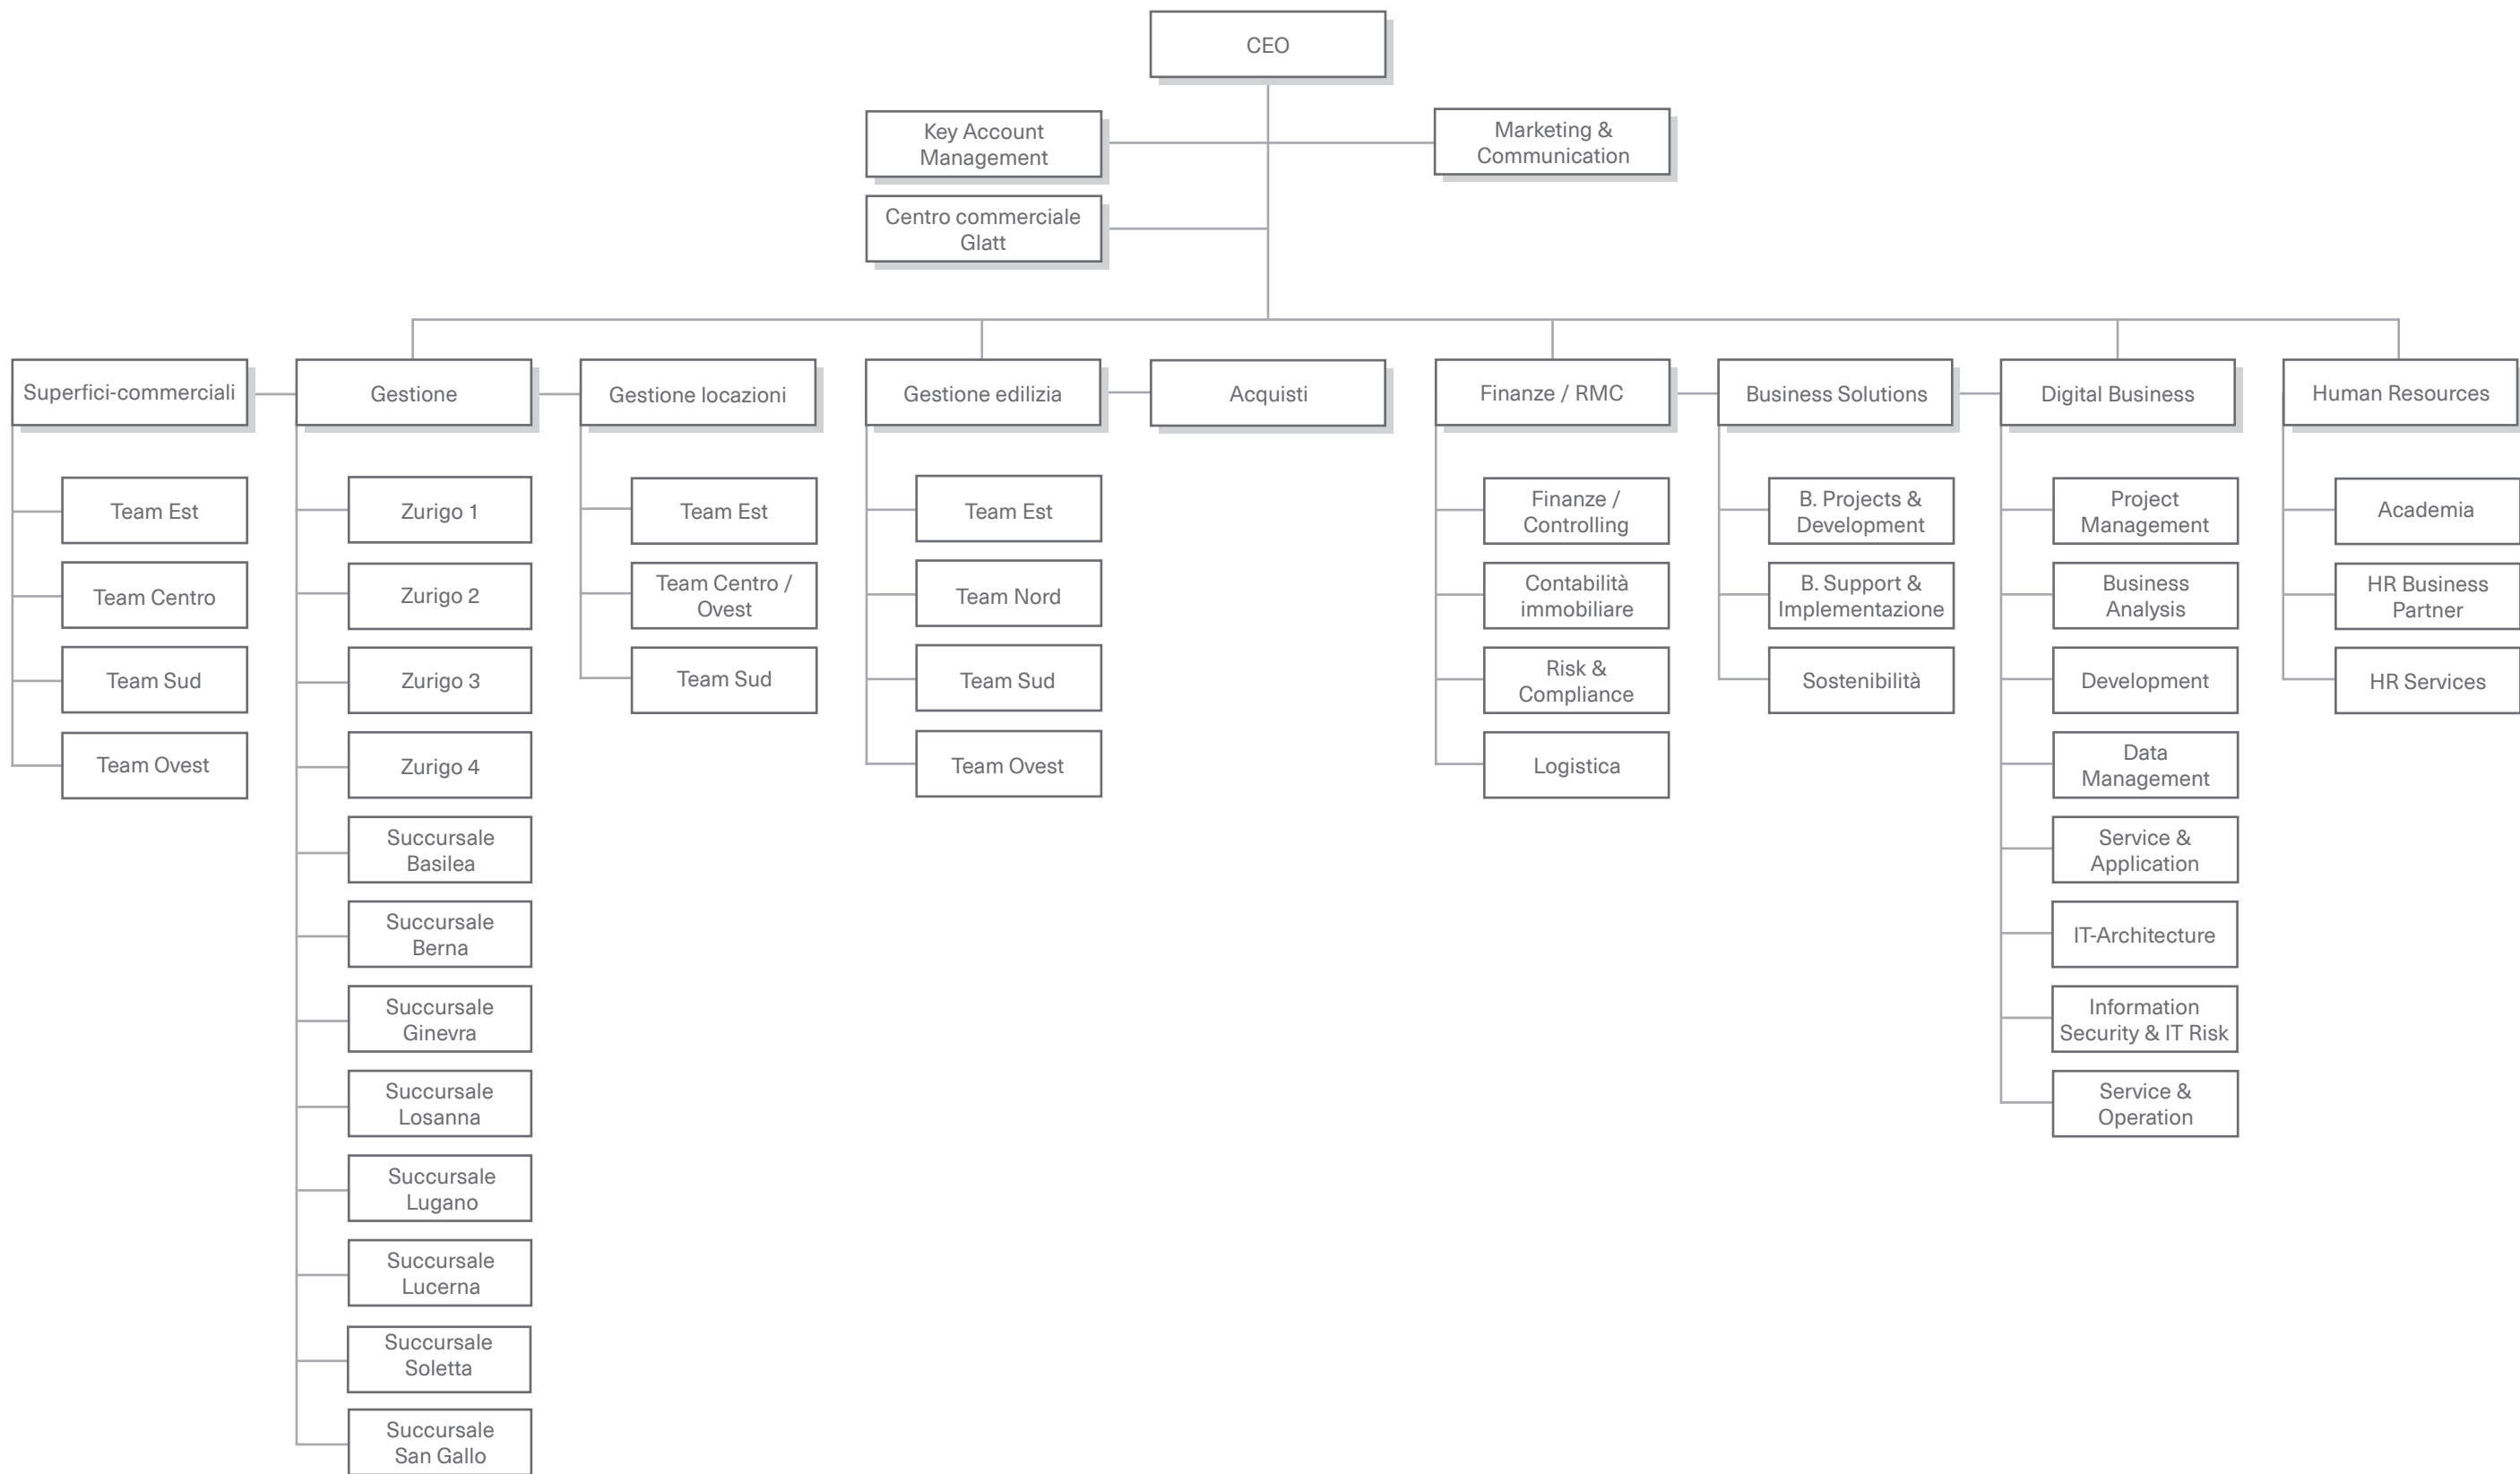 CEO
Key Account
Management
Marketing &
Communication
Centro commerciale
Glatt
Superfici-commerciali
Gestione
Gestione locazioni
Gestione edilizia
Acquisti
Finanze / RMC
Business Solutions
Digital Business
Human Resources
Team Est
Team Centro
Team Sud
Team Ovest
Zurigo 1
Zurigo 2
Zurigo 3
Zurigo 4
Succursale
Basilea
Succursale
Berna
Succursale
Ginevra
Succursale
Losanna
Succursale
Lugano
Succursale
Lucerna
Succursale
Soletta
Succursale
San Gallo
Team Est
Team Centro /
Ovest
Team Sud
Team Est
Team Nord
Team Sud
Team Ovest
Finanze /
Controlling
Contabilità
immobiliare
Risk &
Compliance
Logistica
B. Projects &
Development
B. Support &
Implementazione
Sostenibilità
Project
Management
Business
Analysis
Development
Data
Management
Service &
Application
IT-Architecture
Information
Security & IT Risk
Service &
Operation
Academia
HR Business
Partner
HR Services